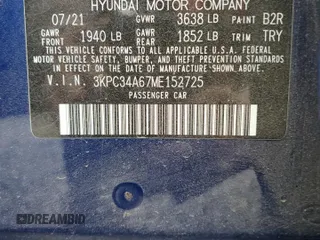 HYUNDAI MOTOR COMPANY
07/21 GVWR 3638 LB PAINT B2R
GAWR 1940 LB GAWR 1852 LB TRIM TRY
THIS VEHICLE CONFORMS TO ALL APPLICABLE U.S.A. FEDERAL
MOTOR VEHICLE SAFETY, BUMPER, AND THEFT PREVENTION
STANDARDS IN EFFECT ON THE DATE OF MANUFACTURE SHOWN ABOVE.
V.I.N. 3KPC34A67ME152725
PASSENGER CAR
DREAMBID